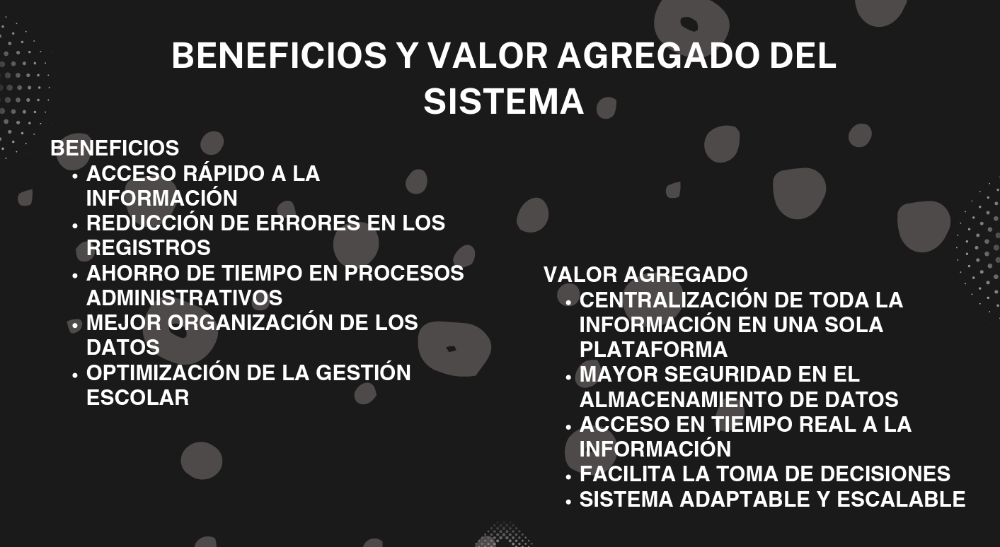 BENEFICIOS Y VALOR AGREGADO DEL
SISTEMA
BENEFICIOS
• ACCESO RÁPIDO A LA
INFORMACIÓN
• REDUCCIÓN DE ERRORES EN LOS
REGISTROS
• AHORRO DE TIEMPO EN PROCESOS
ADMINISTRATIVOS
• MEJOR ORGANIZACIÓN DE LOS
DATOS
• OPTIMIZACIÓN DE LA GESTIÓN
ESCOLAR
VALOR AGREGADO
• CENTRALIZACIÓN DE TODA LA
INFORMACIÓN EN UNA SOLA
PLATAFORMA
• MAYOR SEGURIDAD EN EL
ALMACENAMIENTO DE DATOS
• ACCESO EN TIEMPO REAL A LA
INFORMACIÓN
• FACILITA LA TOMA DE DECISIONES
• SISTEMA ADAPTABLE Y ESCALABLE